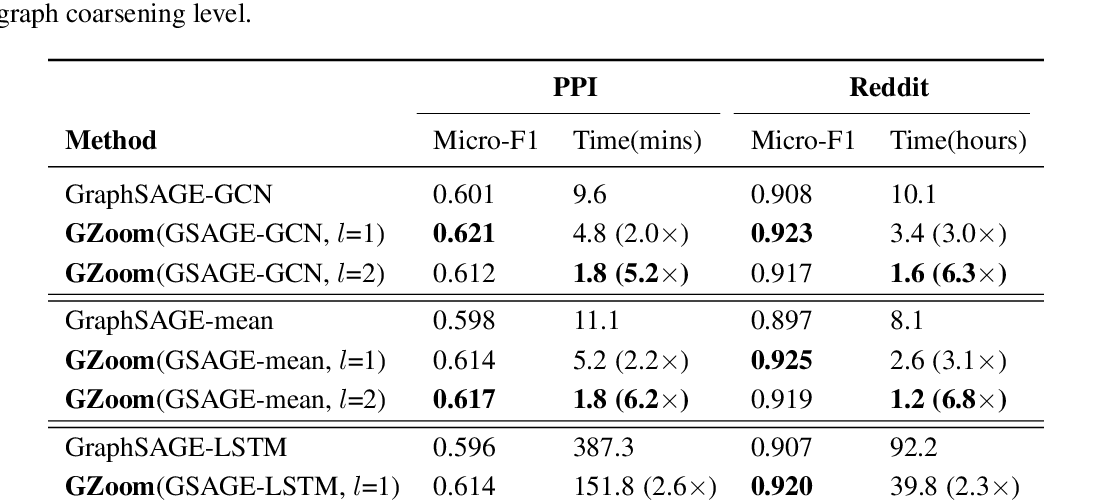 graph coarsening level.
PPI Reddit
Method Micro-F1 Time(mins) Micro-F1 Time(hours)
GraphSAGE-GCN 0.601 9.6 0.908 10.1
GZoom(GSAGE-GCN, l=1) 0.621 4.8 (2.0×) 0.923 3.4 (3.0×)
GZoom(GSAGE-GCN, l=2) 0.612 1.8 (5.2×) 0.917 1.6 (6.3×)
GraphSAGE-mean 0.598 11.1 0.897 8.1
GZoom(GSAGE-mean, l=1) 0.614 5.2 (2.2×) 0.925 2.6 (3.1×)
GZoom(GSAGE-mean, l=2) 0.617 1.8 (6.2×) 0.919 1.2 (6.8×)
GraphSAGE-LSTM 0.596 387.3 0.907 92.2
GZoom(GSAGE-LSTM, l=1) 0.614 151.8 (2.6×) 0.920 39.8 (2.3×)